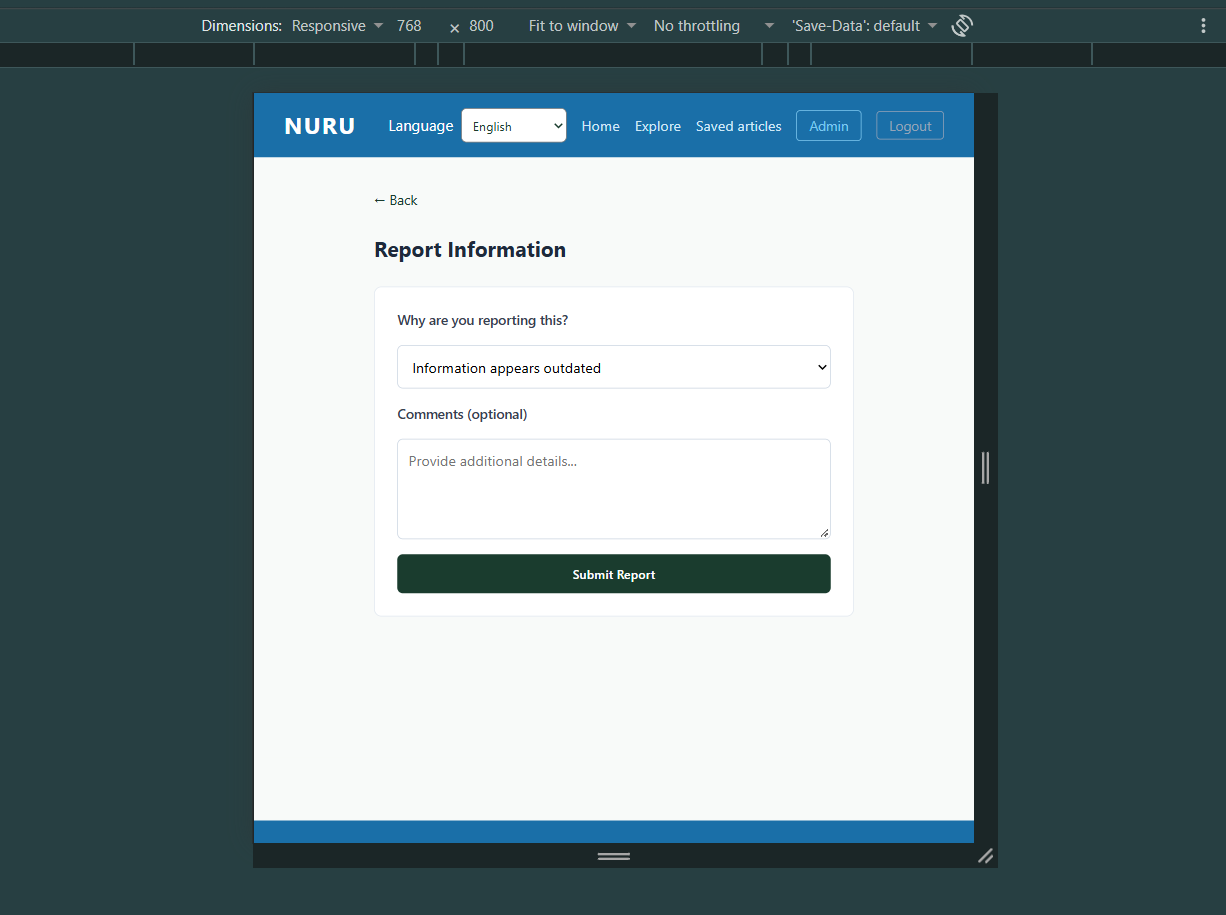 Dimensions: Responsive 768 × 800 Fit to window No throttling 'Save-Data': default
NURU Language English Home Explore Saved articles Admin Logout
← Back
Report Information
Why are you reporting this?
Information appears outdated
Comments (optional)
Provide additional details...
Submit Report